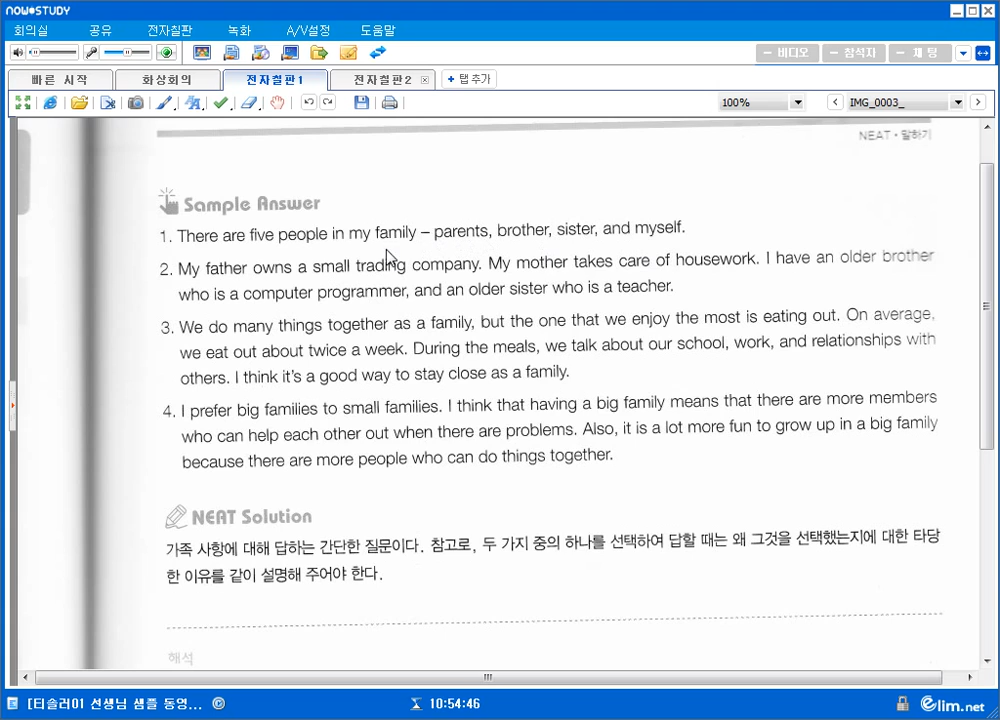 NOW STUDY
회의실 공유 전자칠판 녹화 A/V설정 도움말
비디오 참석자 채팅
빠른 시작 화상회의 전자칠판1 전자칠판2 + 탭추가
100% IMG_0003_
NEAT • 말하기
Sample Answer
1. There are five people in my family – parents, brother, sister, and myself.
2. My father owns a small trading company. My mother takes care of housework. I have an older brother
who is a computer programmer, and an older sister who is a teacher.
3. We do many things together as a family, but the one that we enjoy the most is eating out. On average,
we eat out about twice a week. During the meals, we talk about our school, work, and relationships with
others. I think it's a good way to stay close as a family.
4. I prefer big families to small families. I think that having a big family means that there are more members
who can help each other out when there are problems. Also, it is a lot more fun to grow up in a big family
because there are more people who can do things together.
NEAT Solution
가족 사항에 대해 답하는 간단한 질문이다. 참고로, 두 가지 중의 하나를 선택하여 답할 때는 왜 그것을 선택했는지에 대한 타당
한 이유를 같이 설명해 주어야 한다.
해석
[티솔러01 선생님 샘플 동영... 10:54:46 elim.net